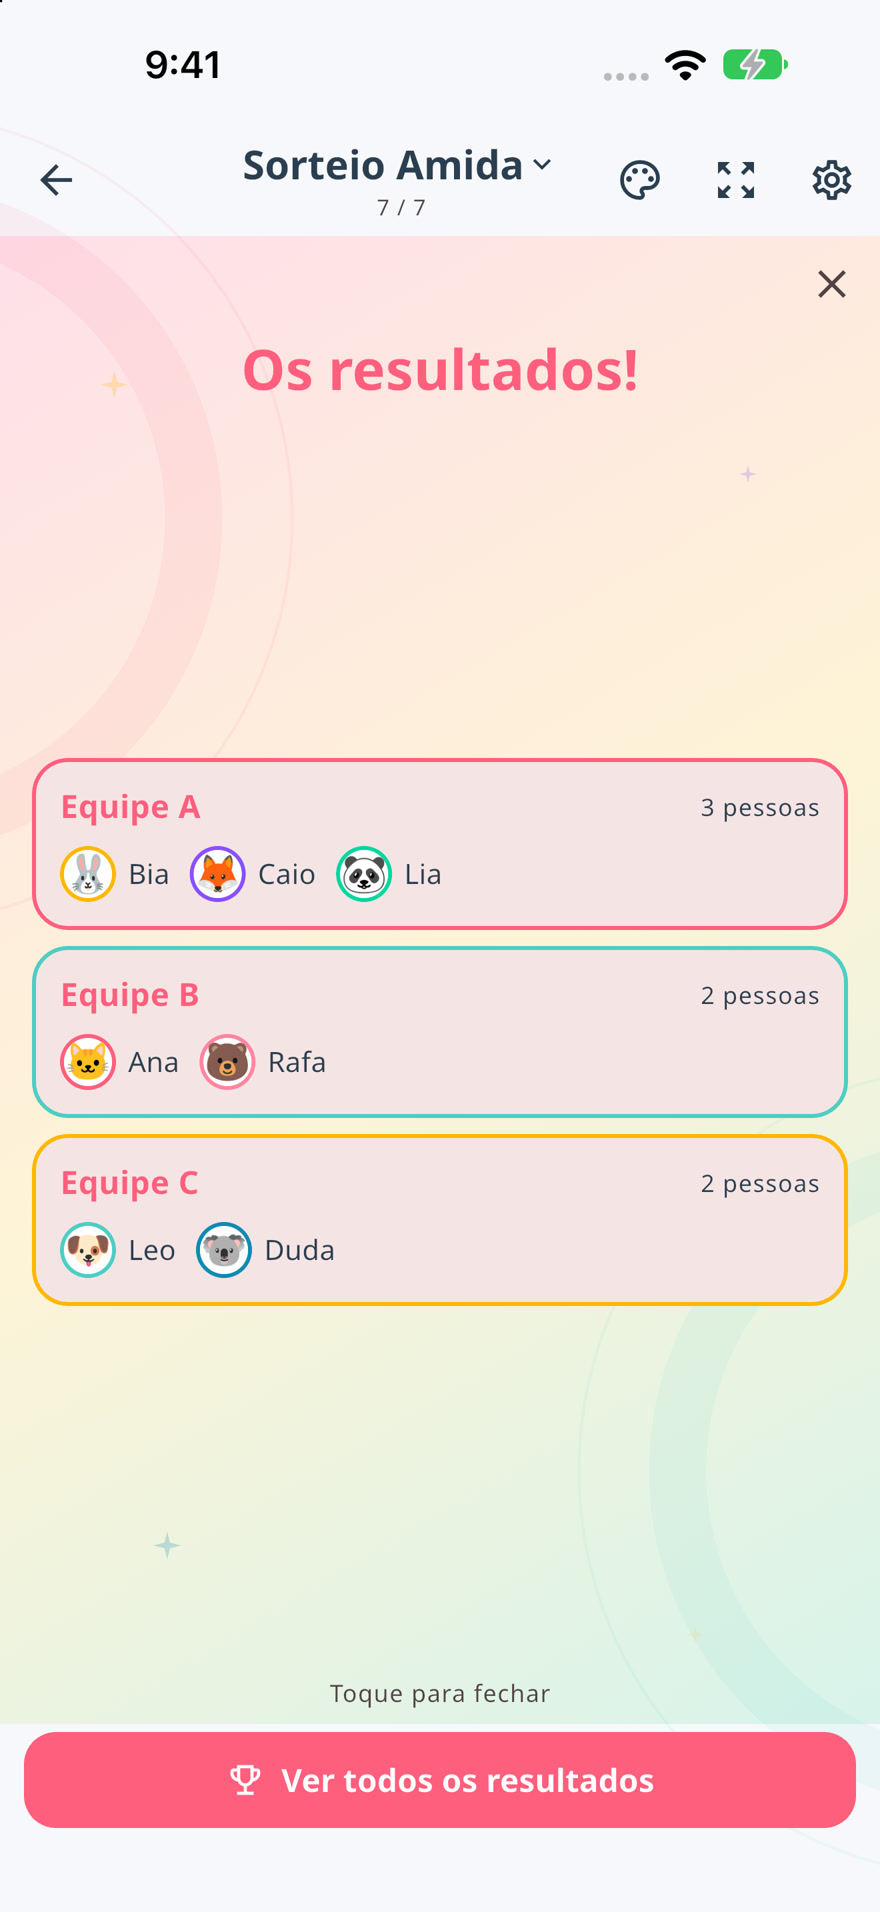 9:41
Sorteio Amida
7 / 7
Os resultados!
Equipe A
3 pessoas
Bia
Caio
Lia
Equipe B
2 pessoas
Ana
Rafa
Equipe C
2 pessoas
Leo
Duda
Toque para fechar
Ver todos os resultados